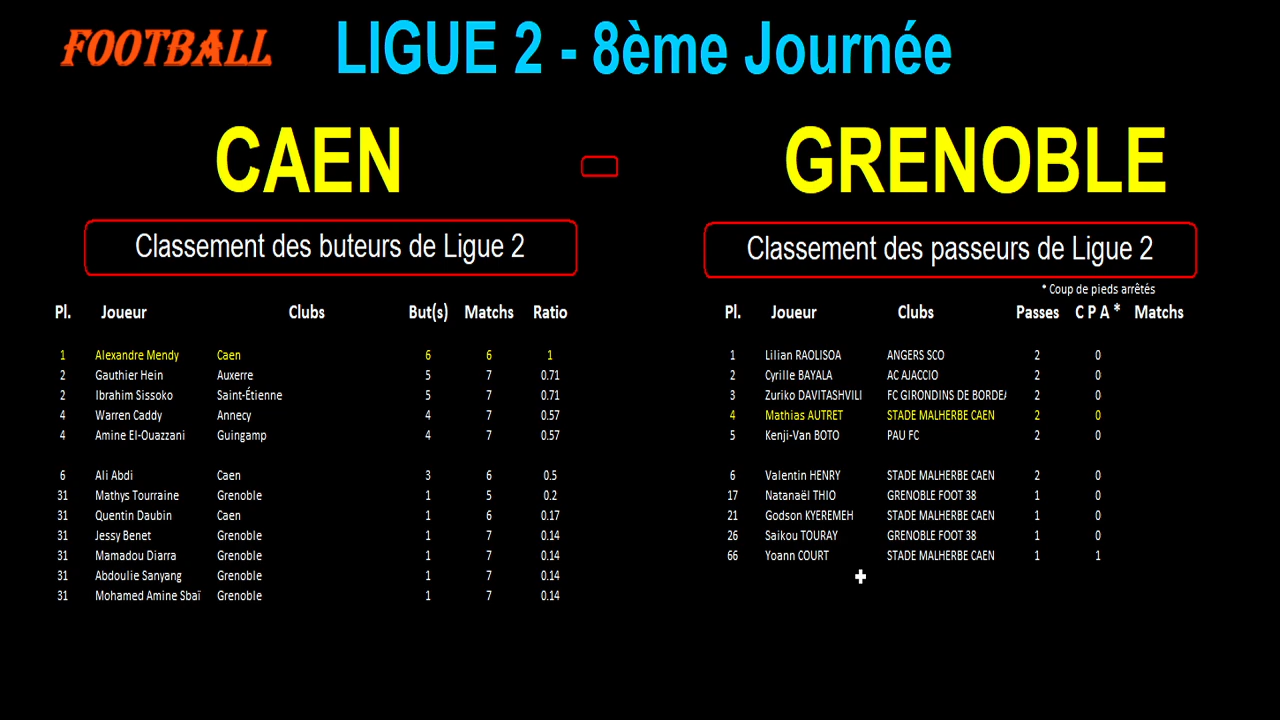 FOOTBALL
LIGUE 2 - 8ème Journée
CAEN - GRENOBLE
Classement des buteurs de Ligue 2
Pl. Joueur Clubs But(s) Matchs Ratio
1 Alexandre Mendy Caen 6 6 1
2 Gauthier Hein Auxerre 5 7 0.71
2 Ibrahim Sissoko Saint-Étienne 5 7 0.71
4 Warren Caddy Annecy 4 7 0.57
4 Amine El-Ouazzani Guingamp 4 7 0.57
6 Ali Abdi Caen 3 6 0.5
31 Mathys Tourraine Grenoble 1 5 0.2
31 Quentin Daubin Caen 1 6 0.17
31 Jessy Benet Grenoble 1 7 0.14
31 Mamadou Diarra Grenoble 1 7 0.14
31 Abdoulie Sanyang Grenoble 1 7 0.14
31 Mohamed Amine Sbaï Grenoble 1 7 0.14
Classement des passeurs de Ligue 2
* Coup de pieds arrêtés
Pl. Joueur Clubs Passes C P A * Matchs
1 Lilian RAOLISOA ANGERS SCO 2 0
2 Cyrille BAYALA AC AJACCIO 2 0
3 Zuriko DAVITASHVILI FC GIRONDINS DE BORDEA 2 0
4 Mathias AUTRET STADE MALHERBE CAEN 2 0
5 Kenji-Van BOTO PAU FC 2 0
6 Valentin HENRY STADE MALHERBE CAEN 2 0
17 Natanaël THIO GRENOBLE FOOT 38 1 0
21 Godson KYEREMEH STADE MALHERBE CAEN 1 0
26 Saikou TOURAY GRENOBLE FOOT 38 1 0
66 Yoann COURT STADE MALHERBE CAEN 1 1